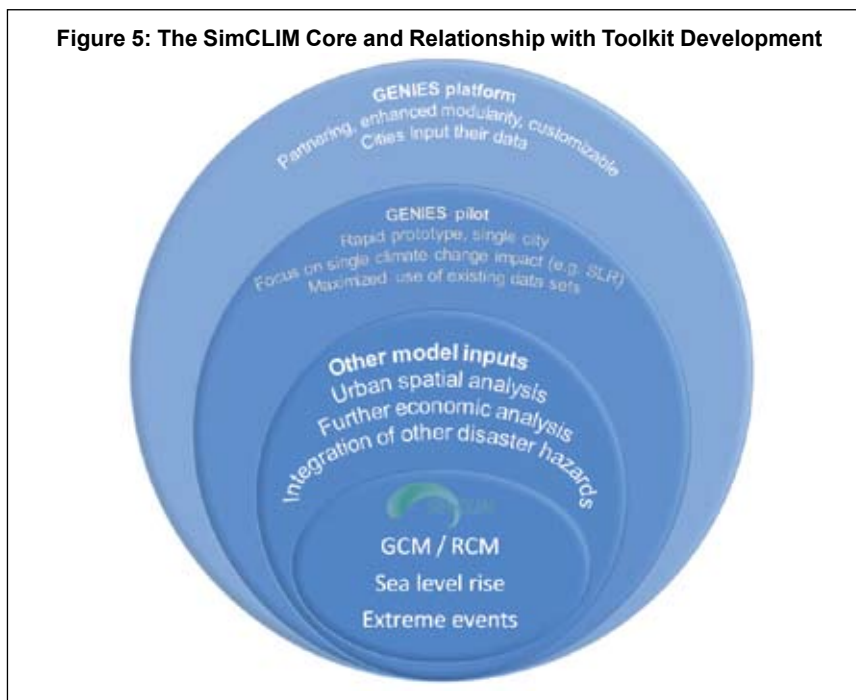 Figure 5: The SimCLIM Core and Relationship with Toolkit Development
GENIES platform
Partnering, enhanced modularity, customizable
Cities input their data
GENIES pilot
Rapid prototype, single city
Focus on single climate change impact (e.g. SLR)
Maximized use of existing data sets
Other model inputs
Urban spatial analysis
Further economic analysis
Integration of other disaster hazards
GCM / RCM
Sea level rise
Extreme events